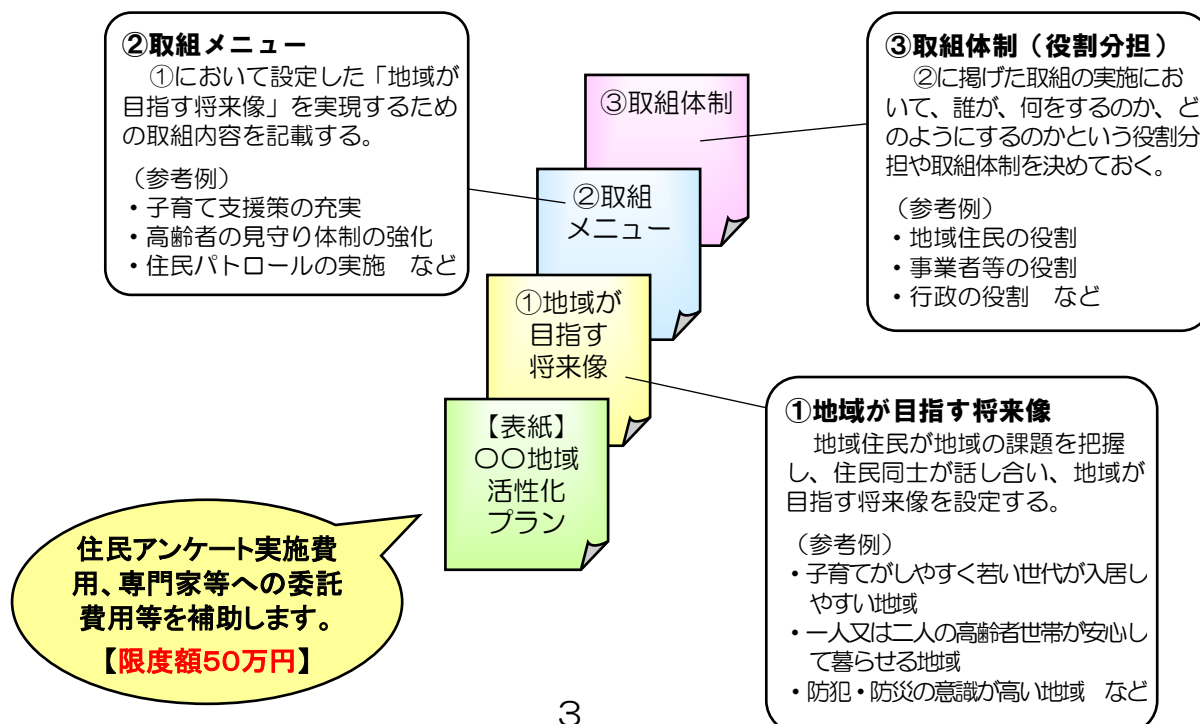 ②取組メニュー
①において設定した「地域が
目指す将来像」を実現するため
の取組内容を記載する。
（参考例）
・子育て支援策の充実
・高齢者の見守り体制の強化
・住民パトロールの実施　など
③取組体制（役割分担）
②に掲げた取組の実施にお
いて、誰が、何をするのか、ど
のようにするのかという役割分
担や取組体制を決めておく。
（参考例）
・地域住民の役割
・事業者等の役割
・行政の役割　など
③取組体制
②取組
メニュー
①地域が
目指す
将来像
【表紙】
〇〇地域
活性化
プラン
①地域が目指す将来像
地域住民が地域の課題を把握
し、住民同士が話し合い、地域が
目指す将来像を設定する。
（参考例）
・子育てがしやすく若い世代が入居し
やすい地域
・一人又は二人の高齢者世帯が安心し
て暮らせる地域
・防犯・防災の意識が高い地域　など
住民アンケート実施費
用、専門家等への委託
費用等を補助します。
【限度額50万円】
3